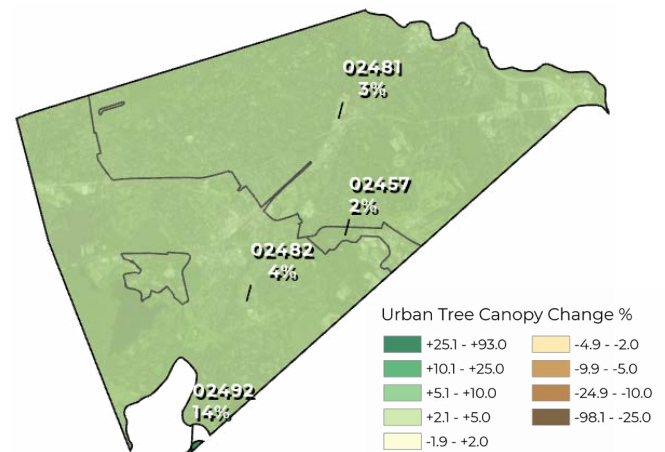 02481
3%
02457
2%
02482
4%
02492
14%
Urban Tree Canopy Change %
+25.1 - +93.0
+10.1 - +25.0
+5.1 - +10.0
+2.1 - +5.0
-1.9 - +2.0
-4.9 - -2.0
-9.9 - -5.0
-24.9 - -10.0
-98.1 - -25.0